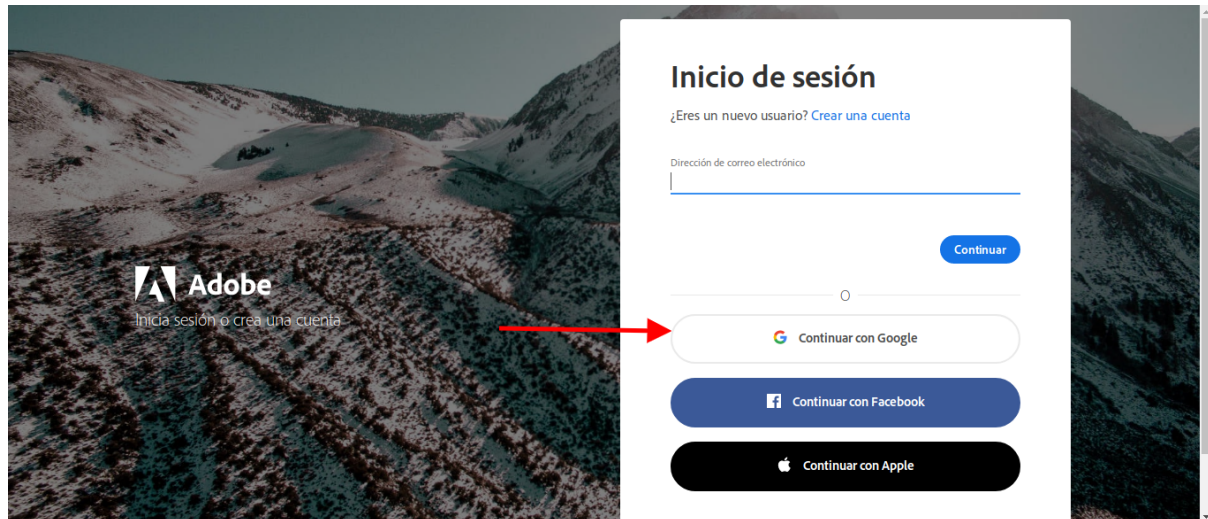 Adobe
Inicia sesión o crea una cuenta
Inicio de sesión
¿Eres un nuevo usuario? Crear una cuenta
Dirección de correo electrónico
Continuar
O
Continuar con Google
Continuar con Facebook
Continuar con Apple